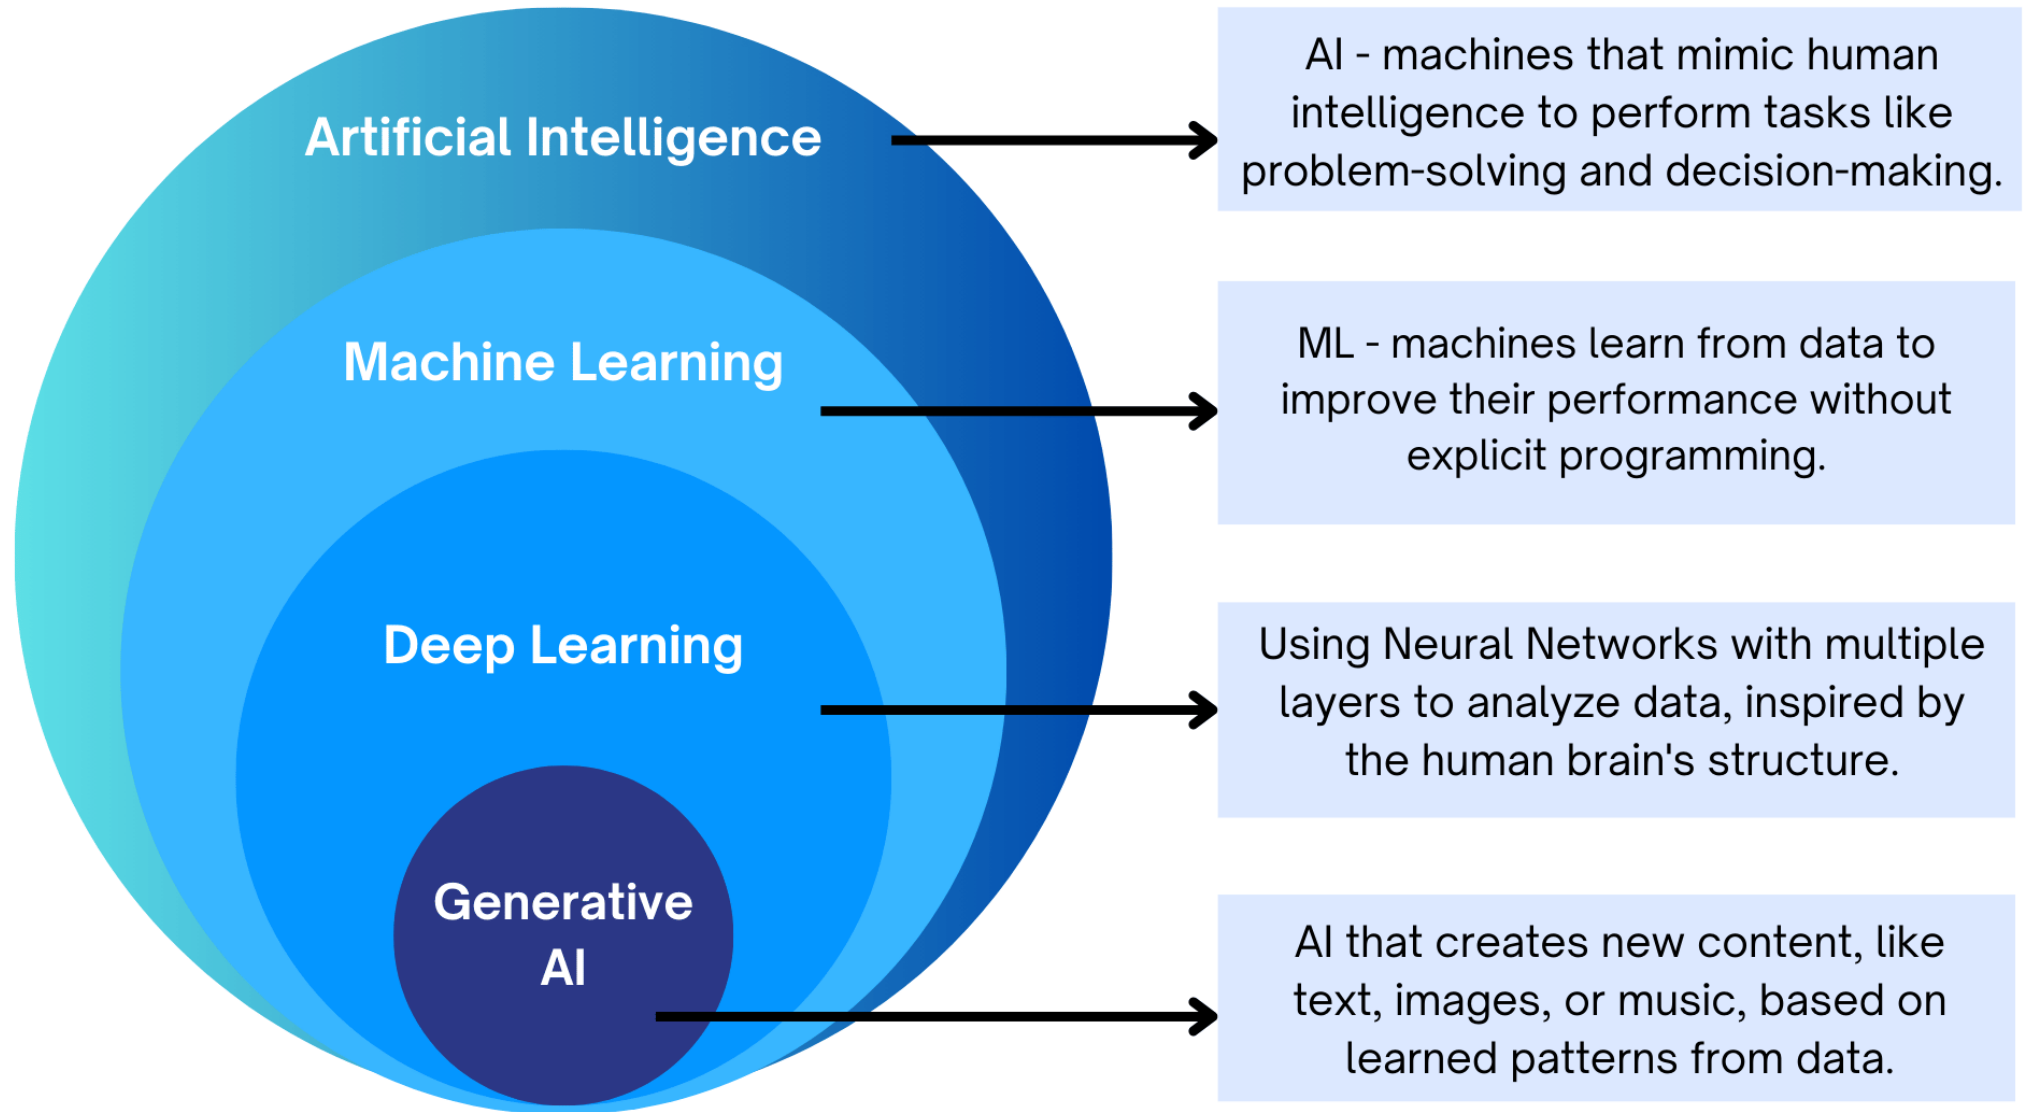 Artificial Intelligence
AI - machines that mimic human
intelligence to perform tasks like
problem-solving and decision-making.
Machine Learning
ML - machines learn from data to
improve their performance without
explicit programming.
Deep Learning
Using Neural Networks with multiple
layers to analyze data, inspired by
the human brain's structure.
Generative
AI
AI that creates new content, like
text, images, or music, based on
learned patterns from data.